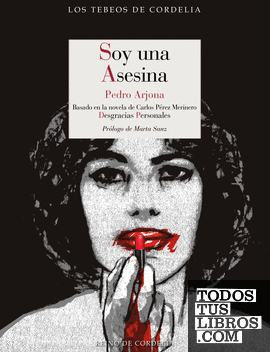 LOS TEBEOS DE CORDELIA
Soy una
Asesina
Pedro Arjona
Basado en la novela de Carlos Pérez Merinero
Desgracias Personales
Prólogo de Marta Sanz
REINO DE CORDELIA
TODOS
TUS
LIBROS
.COM